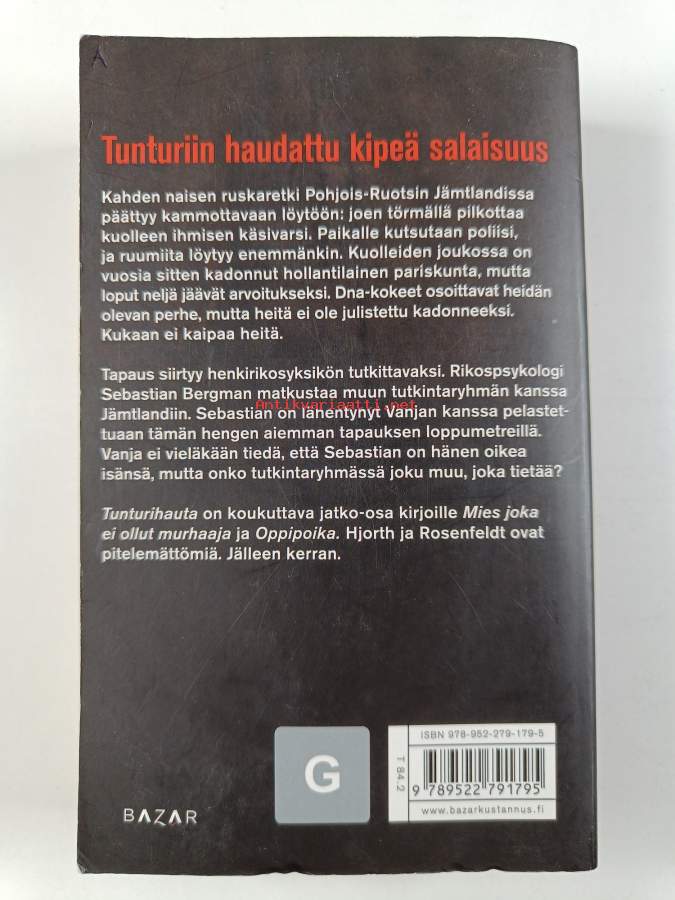 A
Tunturiin haudattu kipeä salaisuus
Kahden naisen ruskaretki Pohjois-Ruotsin Jämtlandissa
päättyy kammottavaan löytöön: joen törmällä pilkottaa
kuolleen ihmisen käsivarsi. Paikalle kutsutaan poliisi,
ja ruumiita löytyy enemmänkin. Kuolleiden joukossa on
vuosia sitten kadonnut hollantilainen pariskunta, mutta
loput neljä jäävät arvoitukseksi. Dna-kokeet osoittavat heidän
olevan perhe, mutta heitä ei ole julistettu kadonneeksi.
Kukaan ei kaipaa heitä.
Tapaus siirtyy henkirikosyksikön tutkittavaksi. Rikospsykologi
Sebastian Bergman matkustaa muun tutkintaryhmän kanssa
Antikvariaatti.net
Jämtlandiin. Sebastian on lähentynyt Vanjan kanssa pelastet-
tuaan tämän hengen aiemman tapauksen loppumetreillä.
Vanja ei vieläkään tiedä, että Sebastian on hänen oikea
isänsä, mutta onko tutkintaryhmässä joku muu, joka tietää?
Tunturihauta on koukuttava jatko-osa kirjoille Mies joka
ei ollut murhaaja ja Oppipoika. Hjorth ja Rosenfeldt ovat
pitelemättömiä. Jälleen kerran.
BAZAR
G
T 84.2
ISBN 978-952-279-179-5
9 789522 791795
www.bazarkustannus.fi